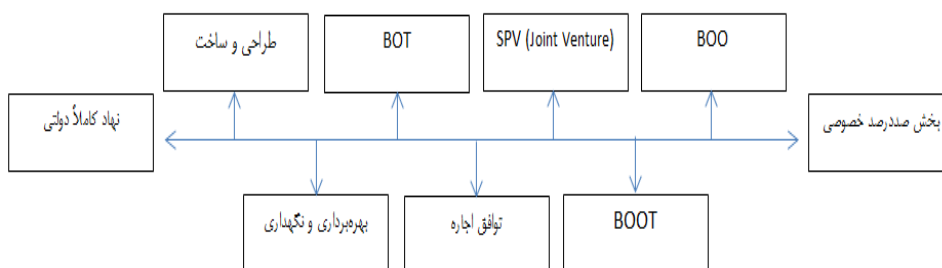 طراحی و ساخت
BOT
SPV (Joint Venture)
BOO
نهاد کاملاً دولتی
بخش صددرصد خصوصی
بهره‌برداری و نگهداری
توافق اجاره
BOOT